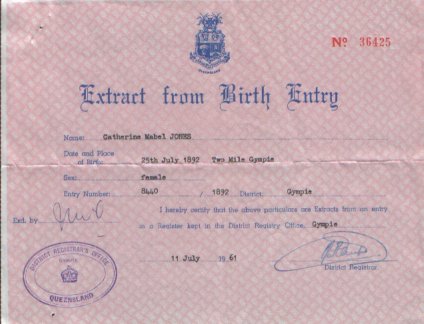 QUEENSLAND
Nº 36425
Extract from Birth Entry
Name: Catherine Mabel JONES
Date and Place
of Birth: 25th July 1892 Two Mile Gympie
Sex: female
Entry Number: 8440 / 1892 District: Gympie
Exd. by
I hereby certify that the above particulars are Extracts from an entry
in a Register kept in the District Registry Office, Gympie
11 July 1961
District Registrar
DISTRICT REGISTRAR'S OFFICE
GYMPIE
QUEENSLAND